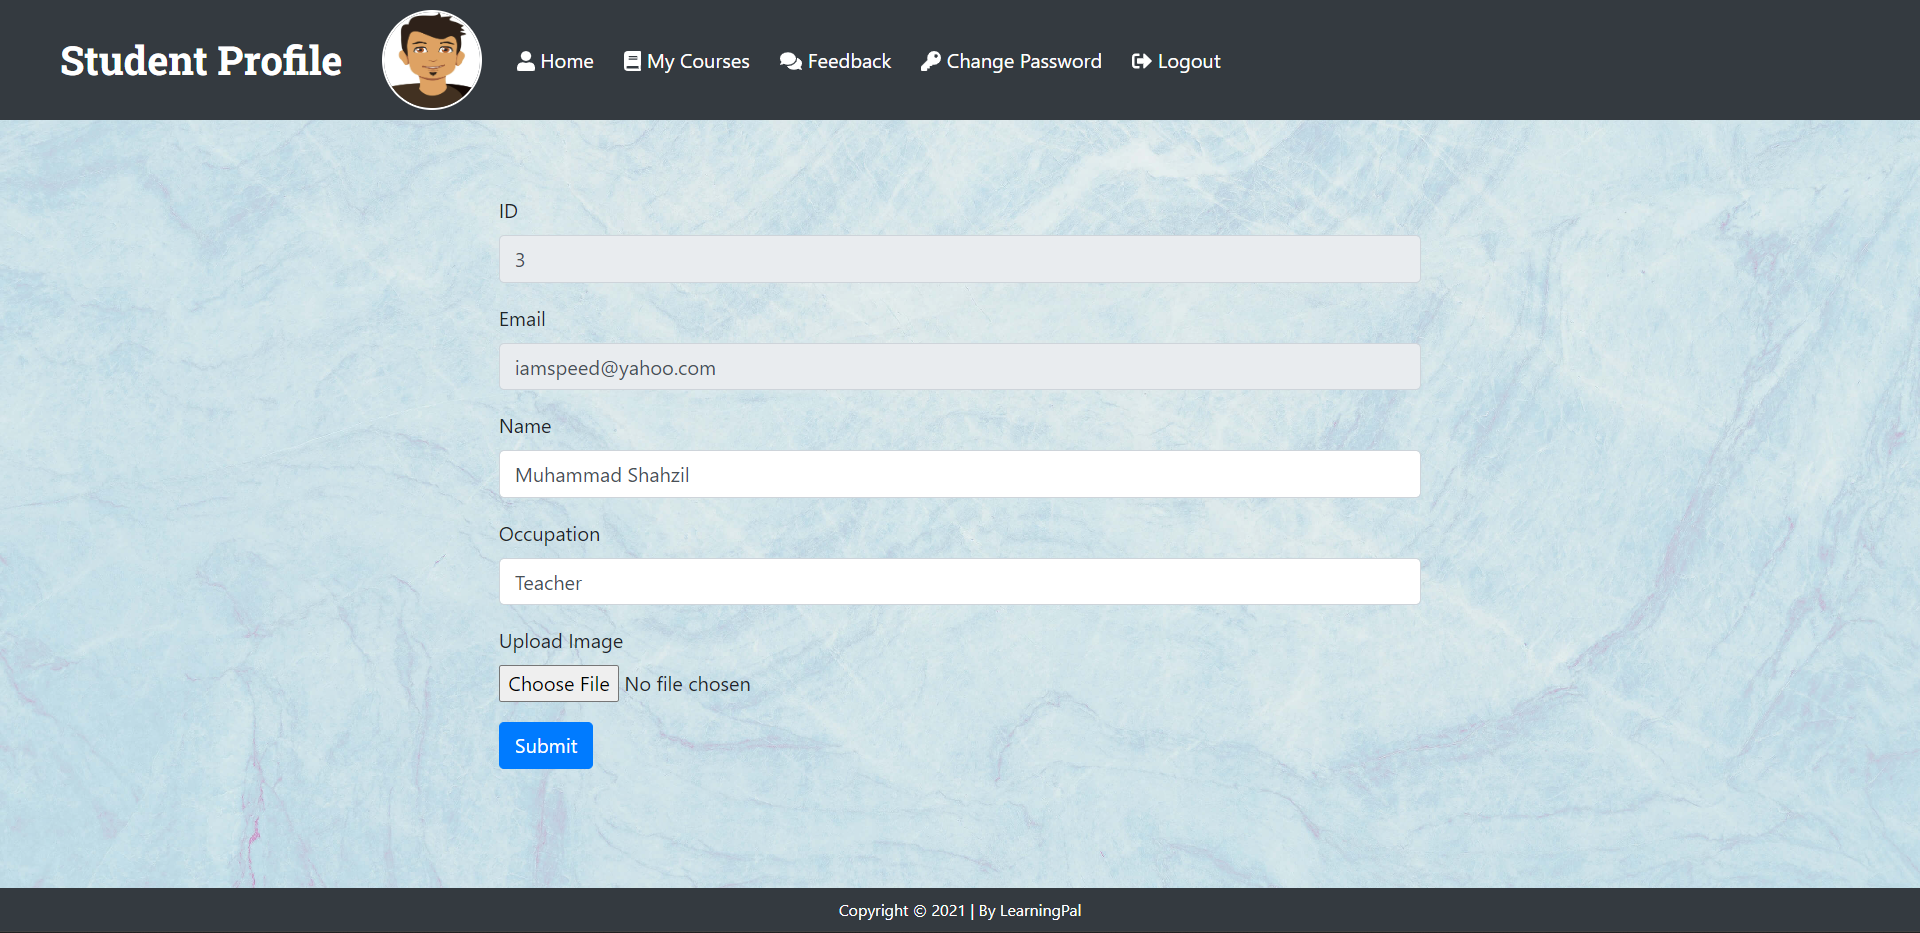 Student Profile
Home
My Courses
Feedback
Change Password
Logout
ID
3
Email
iamspeed@yahoo.com
Name
Muhammad Shahzil
Occupation
Teacher
Upload Image
Choose File No file chosen
Submit
Copyright © 2021 | By LearningPal